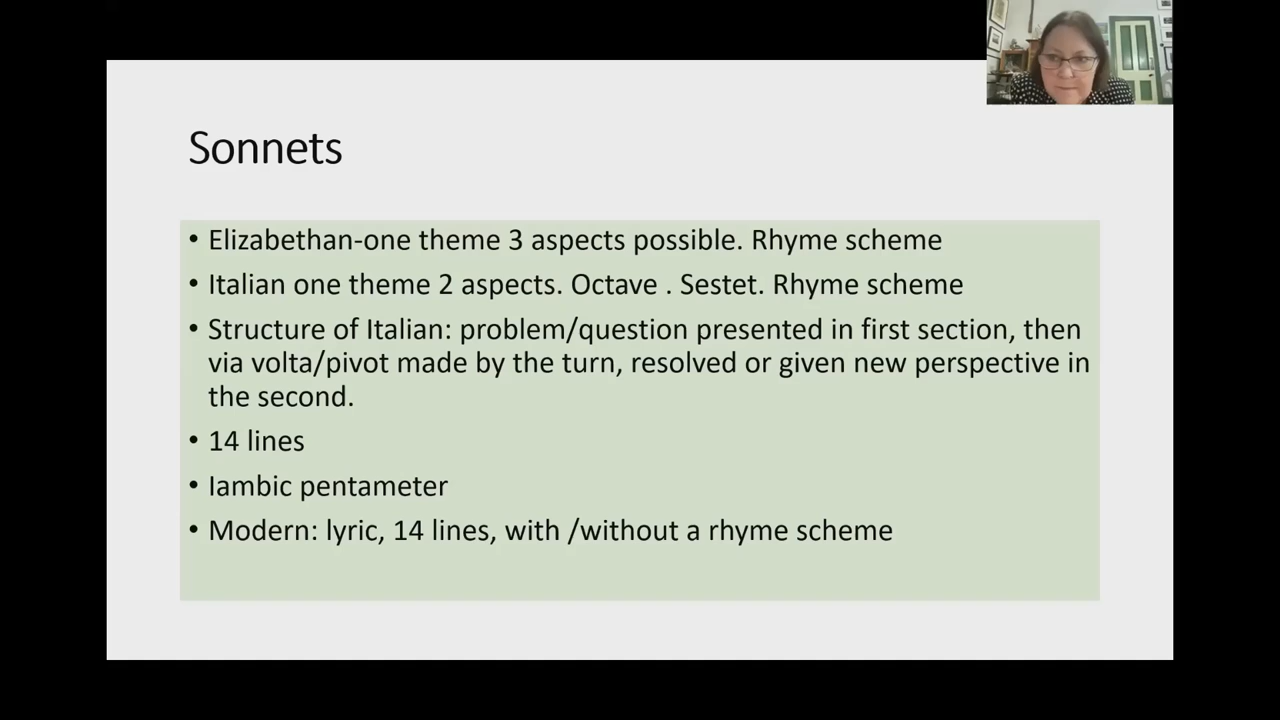 Sonnets
• Elizabethan-one theme 3 aspects possible. Rhyme scheme
• Italian one theme 2 aspects. Octave . Sestet. Rhyme scheme
• Structure of Italian: problem/question presented in first section, then
via volta/pivot made by the turn, resolved or given new perspective in
the second.
• 14 lines
• Iambic pentameter
• Modern: lyric, 14 lines, with /without a rhyme scheme